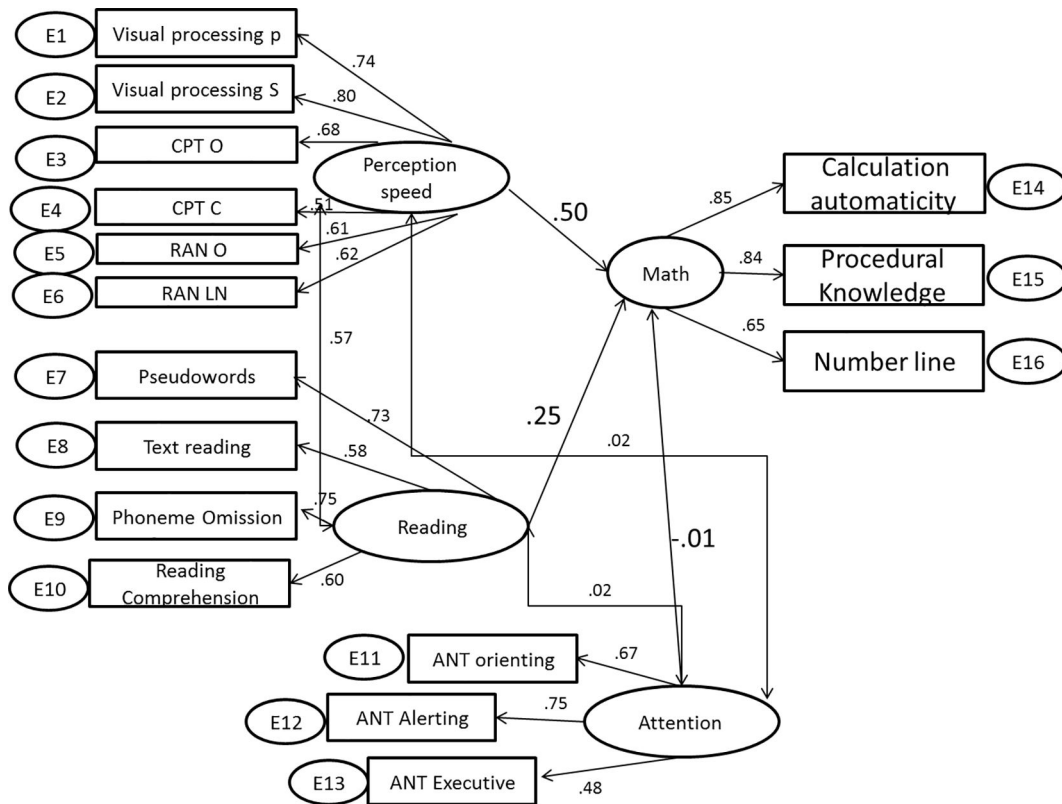 E1
Visual processing p
.74
E2
Visual processing S
.80
E3
CPT O
.68
Perception
speed
E4
CPT C
.51
E5
RAN O
.61
E6
RAN LN
.62
.50
Math
.85
Calculation
automaticity
E14
.84
Procedural
Knowledge
E15
.65
Number line
E16
.57
E7
Pseudowords
.73
.25
.02
E8
Text reading
.58
E9
Phoneme Omission
.75
Reading
-.01
E10
Reading
Comprehension
.60
.02
E11
ANT orienting
.67
E12
ANT Alerting
.75
Attention
E13
ANT Executive
.48